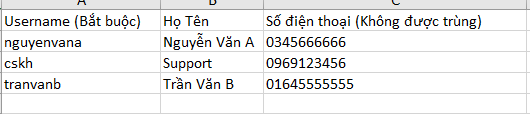 A B C
Username (Bắt buộc) Họ Tên Số điện thoại (Không được trùng)
nguyenvana Nguyễn Văn A 0345666666
cskh Support 0969123456
tranvanb Trần Văn B 01645555555